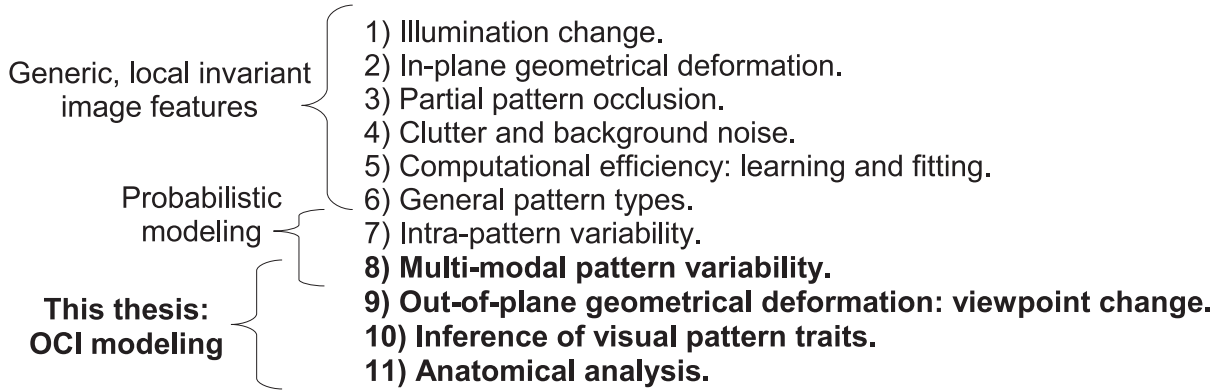 Generic, local invariant
image features
1) Illumination change.
2) In-plane geometrical deformation.
3) Partial pattern occlusion.
4) Clutter and background noise.
5) Computational efficiency: learning and fitting.
6) General pattern types.
Probabilistic
modeling
7) Intra-pattern variability.
8) Multi-modal pattern variability.
This thesis:
OCI modeling
9) Out-of-plane geometrical deformation: viewpoint change.
10) Inference of visual pattern traits.
11) Anatomical analysis.